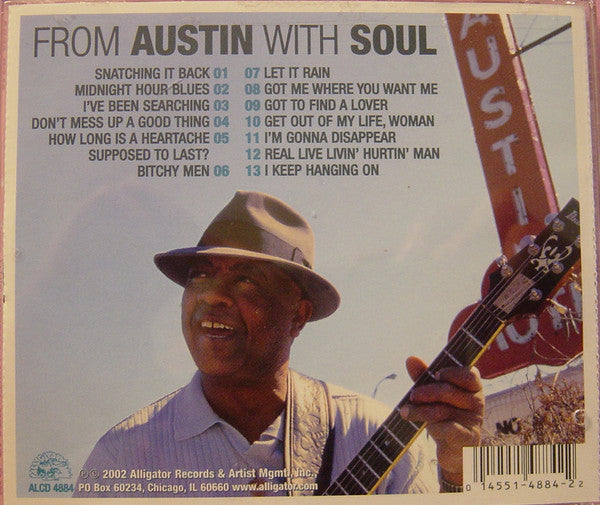 FROM AUSTIN WITH SOUL
SNATCHING IT BACK 01
MIDNIGHT HOUR BLUES 02
I'VE BEEN SEARCHING 03
DON'T MESS UP A GOOD THING 04
HOW LONG IS A HEARTACHE 05
SUPPOSED TO LAST?
BITCHY MEN 06
07 LET IT RAIN
08 GOT ME WHERE YOU WANT ME
09 GOT TO FIND A LOVER
10 GET OUT OF MY LIFE, WOMAN
11 I'M GONNA DISAPPEAR
12 REAL LIVE LIVIN' HURTIN' MAN
13 I KEEP HANGING ON
AUSTI
NO
ALCD 4884
℗ © 2002 Alligator Records & Artist Mgmt., Inc.
PO Box 60234, Chicago, IL 60660 www.alligator.com
0 14551-4884-2 2